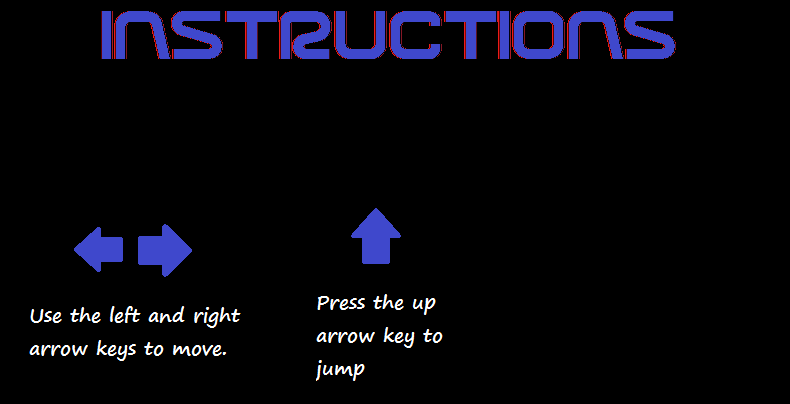 INSTRUCTIONS
Use the left and right
arrow keys to move.
Press the up
arrow key to
jump